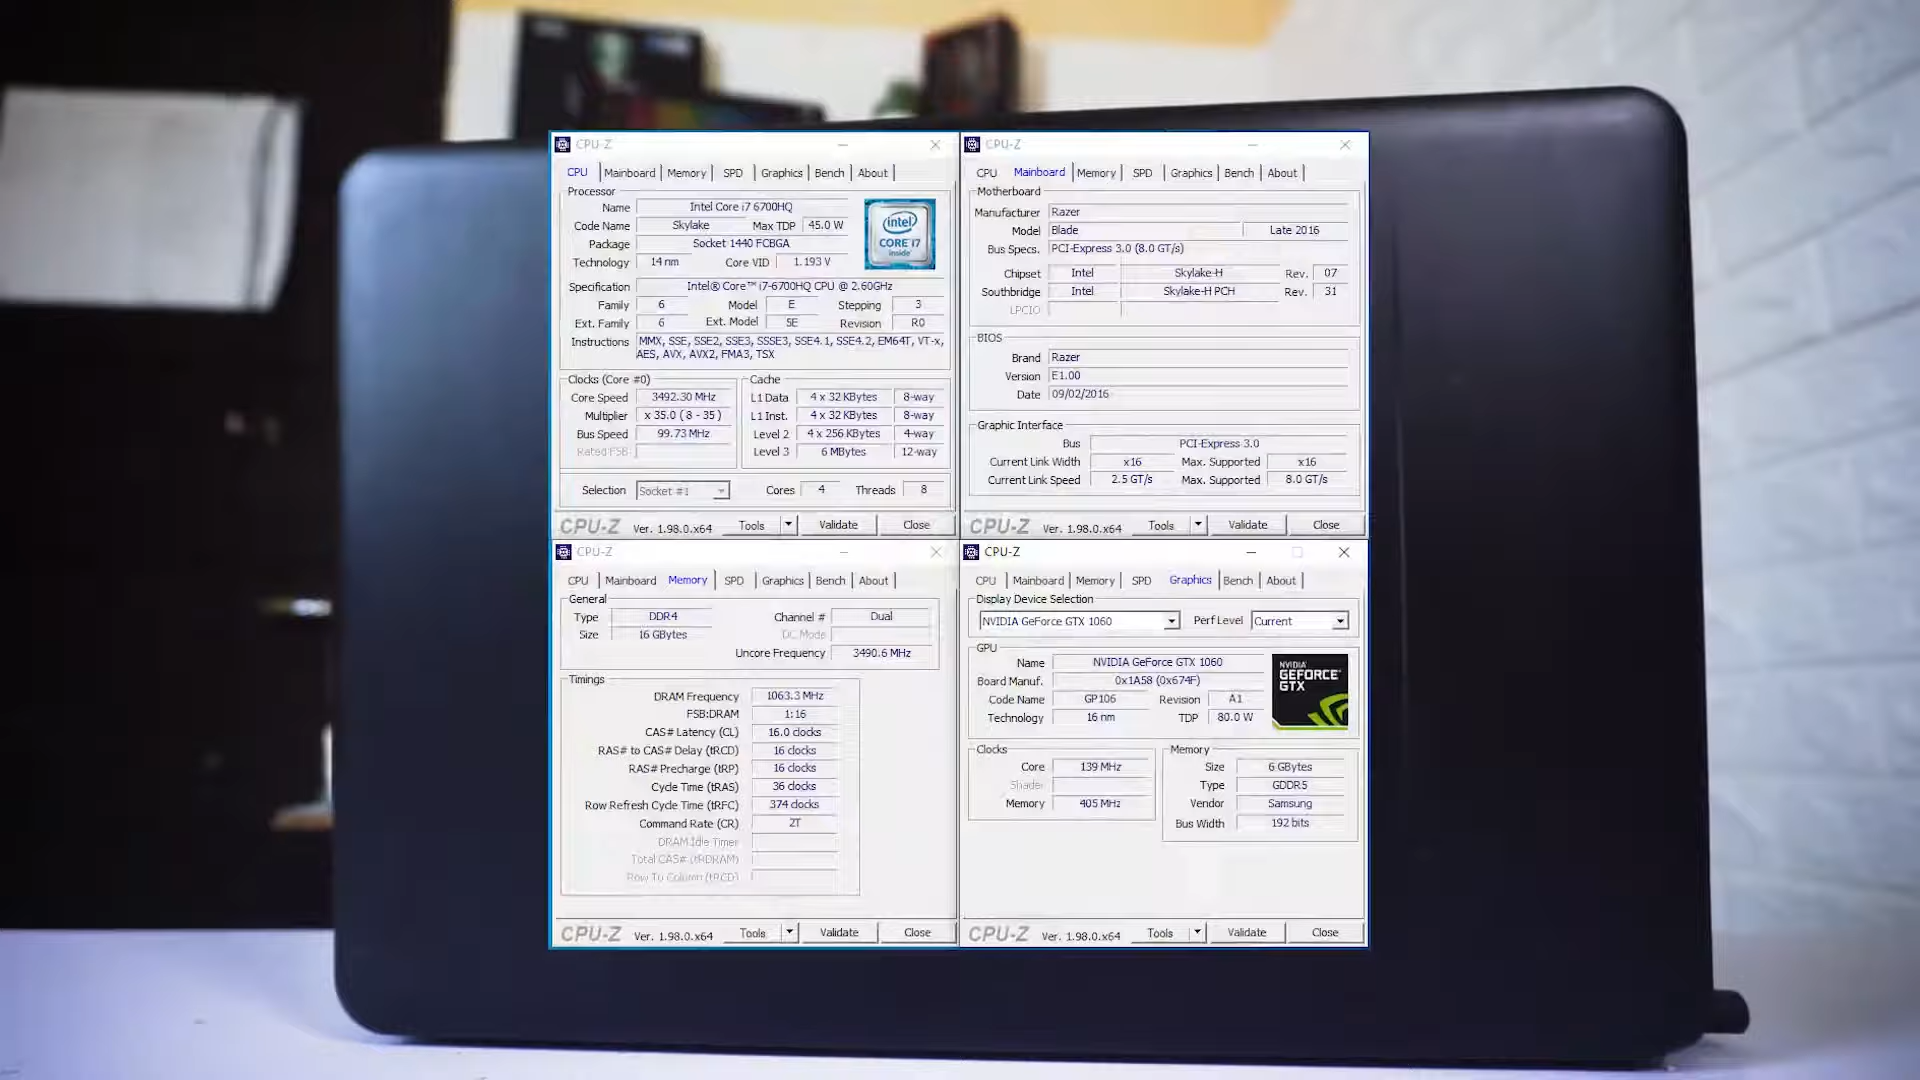 CPU-Z
CPU Mainboard Memory SPD Graphics Bench About
Processor
Name Intel Core i7 6700HQ
Code Name Skylake Max TDP 45.0 W
Package Socket 1440 FCBGA
Technology 14 nm Core VID 1.193 V
intel
CORE i7
inside
Specification Intel® Core™ i7-6700HQ CPU @ 2.60GHz
Family 6 Model E Stepping 3
Ext. Family 6 Ext. Model 5E Revision R0
Instructions MMX, SSE, SSE2, SSE3, SSSE3, SSE4.1, SSE4.2, EM64T, VT-x,
AES, AVX, AVX2, FMA3, TSX
Clocks (Core #0)
Core Speed 3492.30 MHz
Multiplier x 35.0 ( 8 - 35 )
Bus Speed 99.73 MHz
Rated FSB
Cache
L1 Data 4 x 32 KBytes 8-way
L1 Inst. 4 x 32 KBytes 8-way
Level 2 4 x 256 KBytes 4-way
Level 3 6 MBytes 12-way
Selection Socket #1 Cores 4 Threads 8
CPU-Z Ver. 1.98.0.x64 Tools Validate Close
CPU-Z
CPU Mainboard Memory SPD Graphics Bench About
Motherboard
Manufacturer Razer
Model Blade Late 2016
Bus Specs. PCI-Express 3.0 (8.0 GT/s)
Chipset Intel Skylake-H Rev. 07
Southbridge Intel Skylake-H PCH Rev. 31
LPCIO
BIOS
Brand Razer
Version E1.00
Date 09/02/2016
Graphic Interface
Bus PCI-Express 3.0
Current Link Width x16 Max. Supported x16
Current Link Speed 2.5 GT/s Max. Supported 8.0 GT/s
CPU-Z Ver. 1.98.0.x64 Tools Validate Close
CPU-Z
CPU Mainboard Memory SPD Graphics Bench About
General
Type DDR4 Channel # Dual
Size 16 GBytes DC Mode
Uncore Frequency 3490.6 MHz
Timings
DRAM Frequency 1063.3 MHz
FSB:DRAM 1:16
CAS# Latency (CL) 16.0 clocks
RAS# to CAS# Delay (tRCD) 16 clocks
RAS# Precharge (tRP) 16 clocks
Cycle Time (tRAS) 36 clocks
Row Refresh Cycle Time (tRFC) 374 clocks
Command Rate (CR) 2T
DRAM Idle Timer
Total CAS# (tRDRAM)
Row To Column (tRCD)
CPU-Z Ver. 1.98.0.x64 Tools Validate Close
CPU-Z
CPU Mainboard Memory SPD Graphics Bench About
Display Device Selection
NVIDIA GeForce GTX 1060 Perf Level Current
GPU
Name NVIDIA GeForce GTX 1060
Board Manuf. 0x1A58 (0x674F)
Code Name GP106 Revision A1
Technology 16 nm TDP 80.0 W
NVIDIA
GEFORCE
GTX
Clocks
Core 139 MHz
Shader
Memory 405 MHz
Memory
Size 6 GBytes
Type GDDR5
Vendor Samsung
Bus Width 192 bits
CPU-Z Ver. 1.98.0.x64 Tools Validate Close